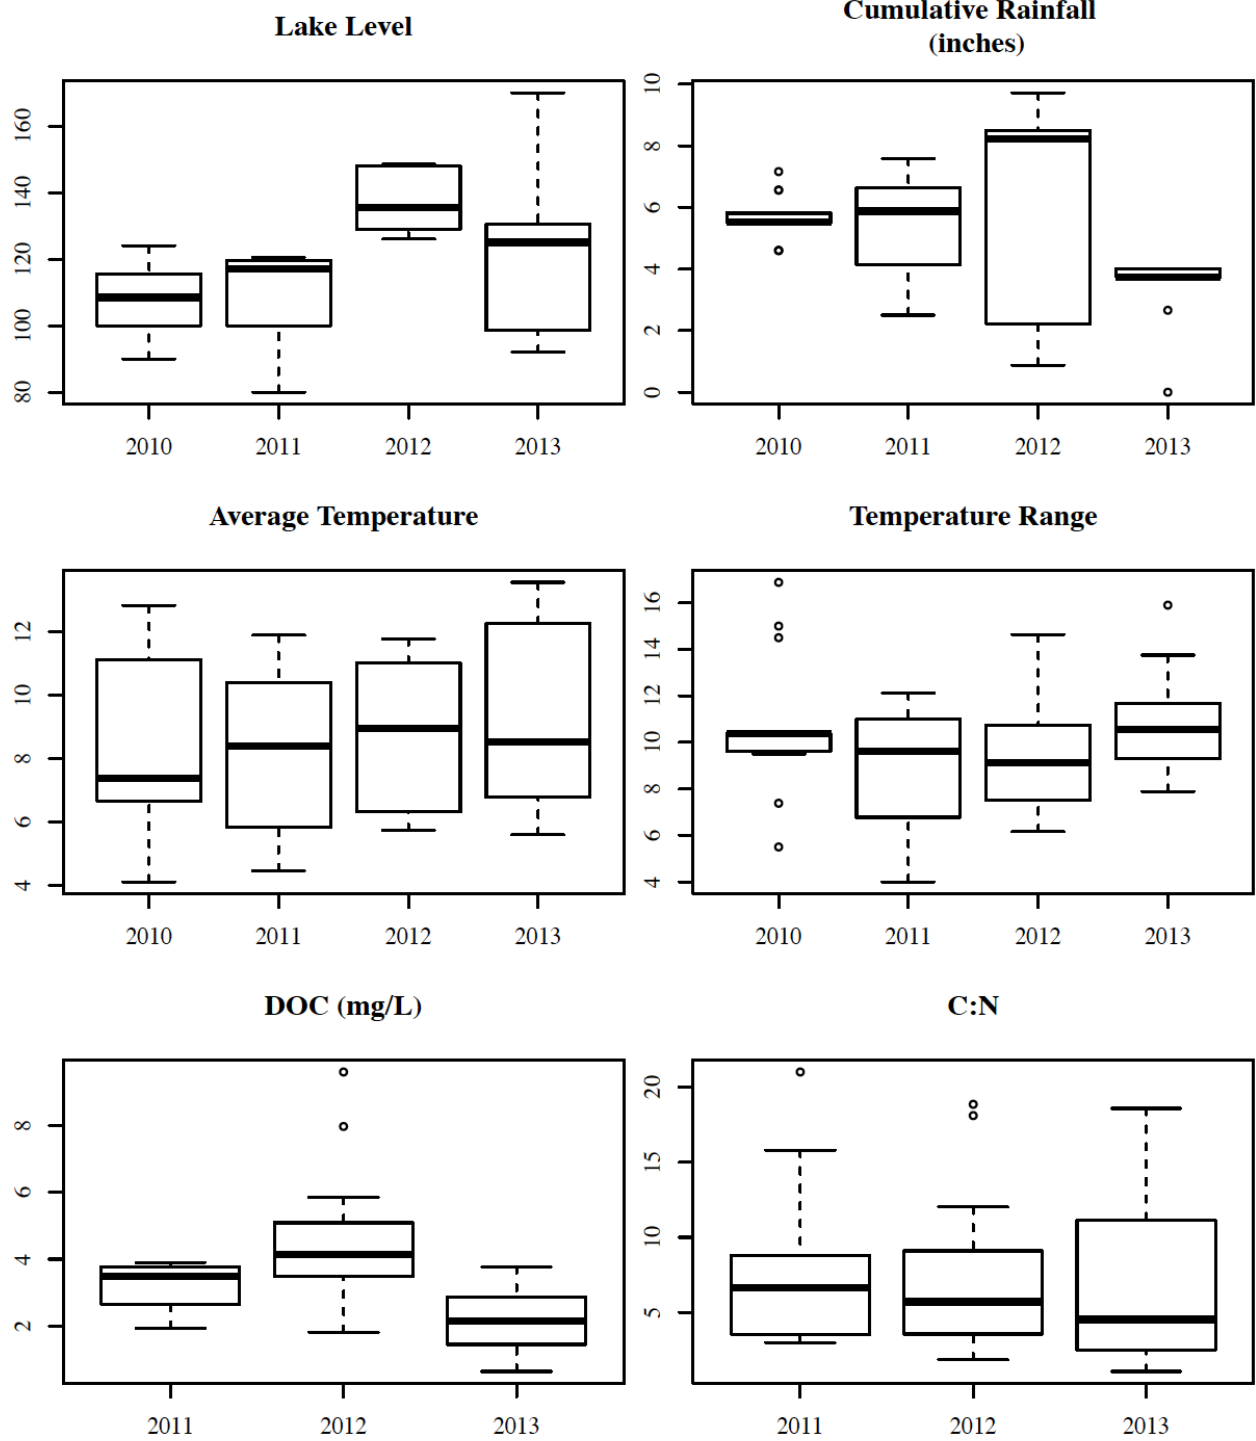 Lake Level
Cumulative Rainfall
(inches)
160
140
120
100
80
2010 2011 2012 2013
10
8
6
4
2
0
2010 2011 2012 2013
Average Temperature
Temperature Range
12
10
8
6
4
2010 2011 2012 2013
16
14
12
10
8
6
4
2010 2011 2012 2013
DOC (mg/L)
C:N
8
6
4
2
2011 2012 2013
20
15
10
5
2011 2012 2013